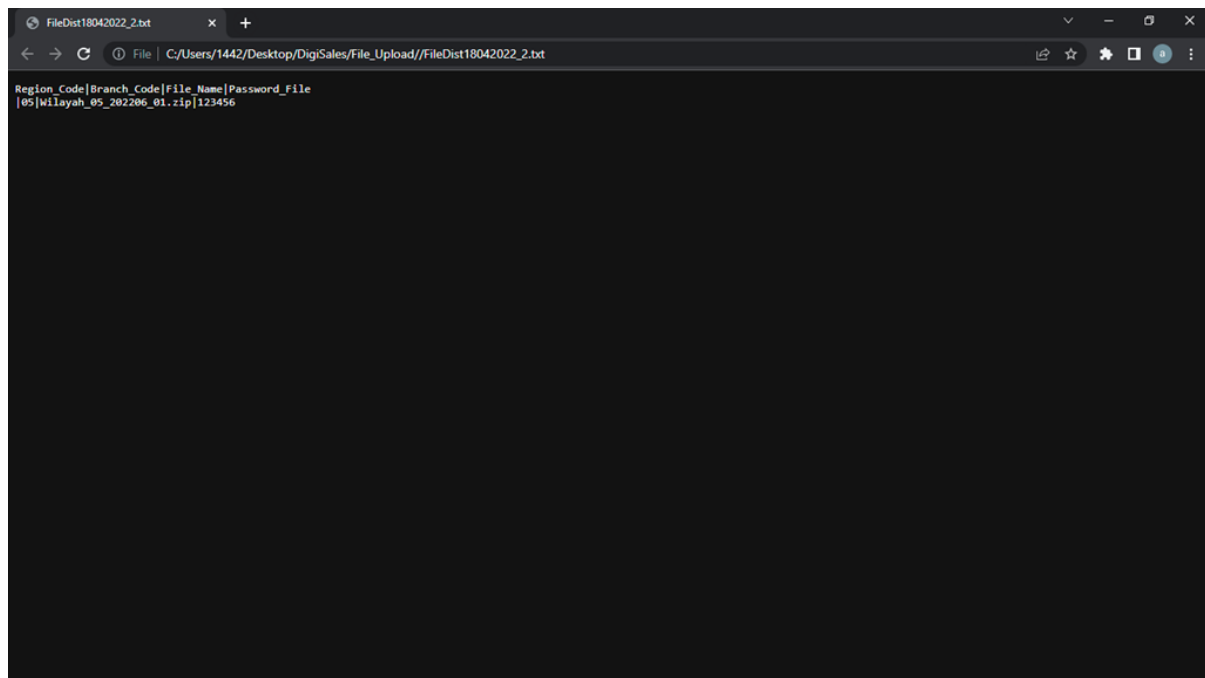 FileDist18042022_2.txt
File | C:/Users/1442/Desktop/DigiSales/File_Upload//FileDist18042022_2.txt
a
Region_Code|Branch_Code|File_Name|Password_File
|05|Wilayah_05_202206_01.zip|123456